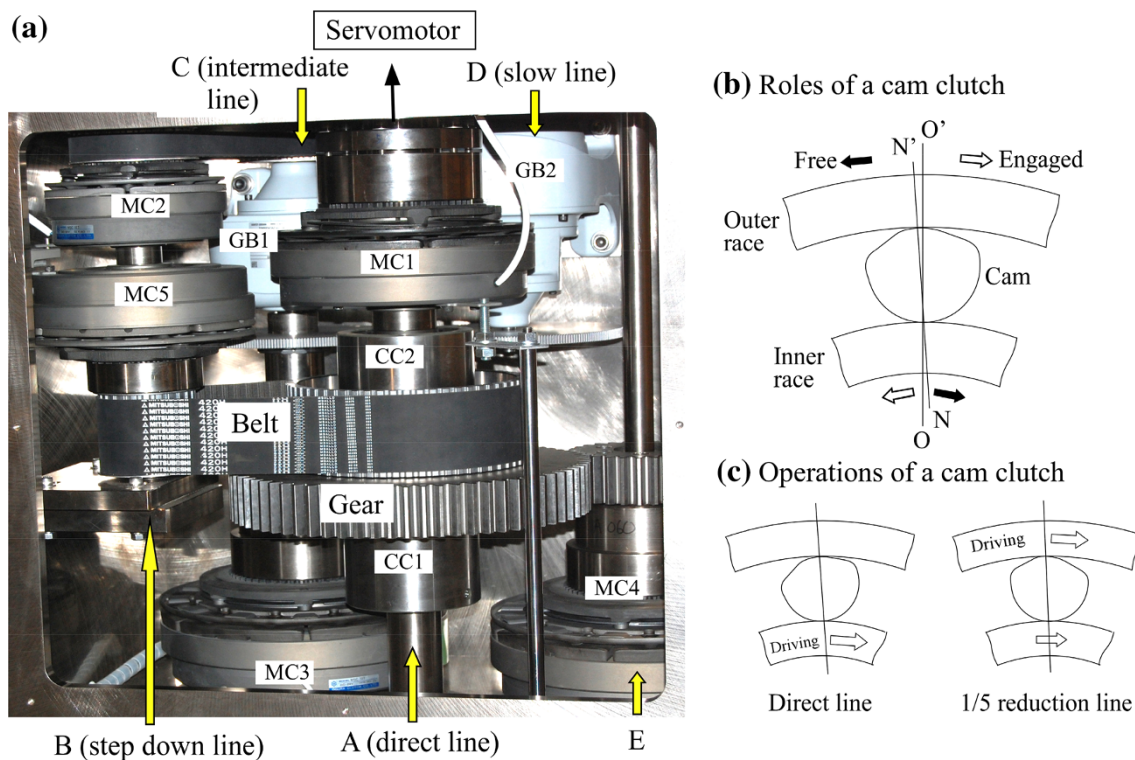 (a)
Servomotor
C (intermediate
line)
D (slow line)
MC2
GB1
GB2
MC1
MC5
CC2
Belt
MITSUBOSHI
420H
Gear
CC1
MC4
MC3
B (step down line)
A (direct line)
E
(b) Roles of a cam clutch
O'
N'
Free
Engaged
Outer
race
Cam
Inner
race
N
O
(c) Operations of a cam clutch
Driving
Driving
Direct line
1/5 reduction line